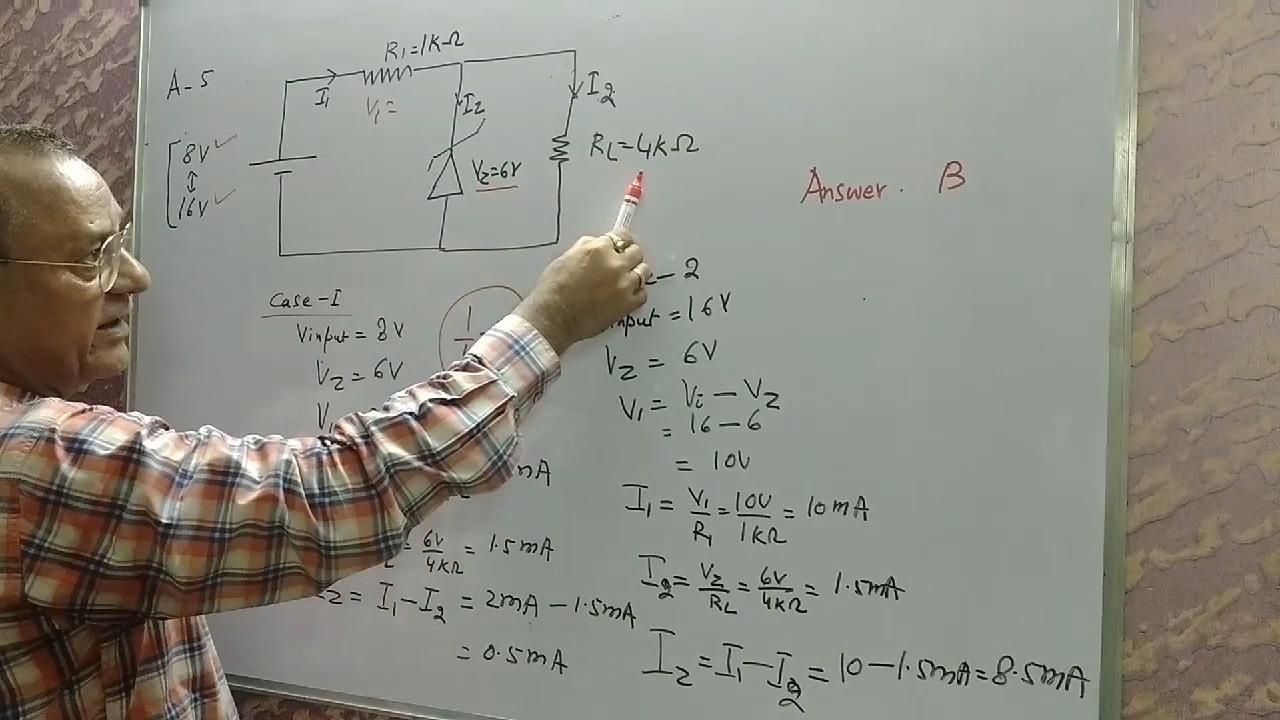 A-5
R₁=1KΩ
I₁
V₁=
I₂
Iz
8V
↕
16V
Vz=6V
RL=4KΩ
Answer. B
Case-I
Vinput = 8V
Vz = 6V
V₁
mA
= 6V/4KΩ = 1.5mA
= I₁-I₂ = 2mA-1.5mA
= 0.5mA
-2
input = 16V
Vz = 6V
V₁ = Vi - Vz
= 16-6
= 10V
I₁ = V₁/R₁ = 10V/1KΩ = 10mA
I₂ = Vz/RL = 6V/4KΩ = 1.5mA
Iz = I₁-I₂ = 10-1.5mA = 8.5mA